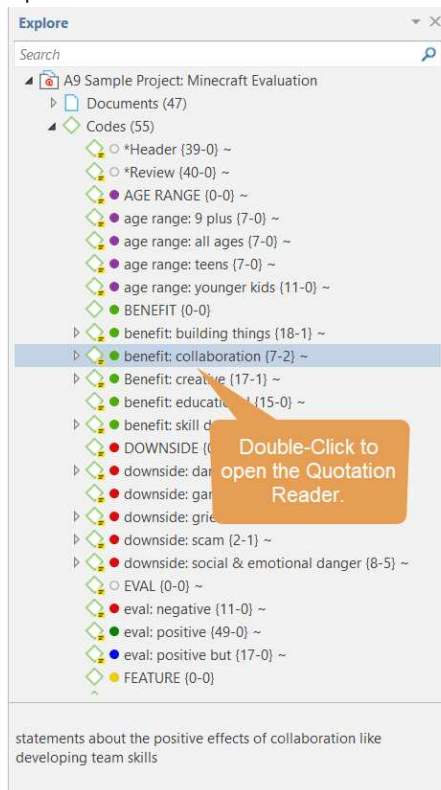 Explore
Search
A9 Sample Project: Minecraft Evaluation
Documents (47)
Codes (55)
*Header {39-0} ~
*Review {40-0} ~
AGE RANGE {0-0} ~
age range: 9 plus {7-0} ~
age range: all ages {7-0} ~
age range: teens {7-0} ~
age range: younger kids {11-0} ~
BENEFIT {0-0}
benefit: building things {18-1} ~
benefit: collaboration {7-2} ~
Benefit: creative {17-1} ~
benefit: {15-0} ~
benefit: skill
DOWNSIDE
downside:
downside:
downside:
downside: scam {2-1} ~
downside: social & emotional danger {8-5} ~
EVAL {0-0} ~
eval: negative {11-0} ~
eval: positive {49-0} ~
eval: positive but {17-0} ~
FEATURE {0-0}
Double-Click to
open the Quotation
Reader.
statements about the positive effects of collaboration like
developing team skills